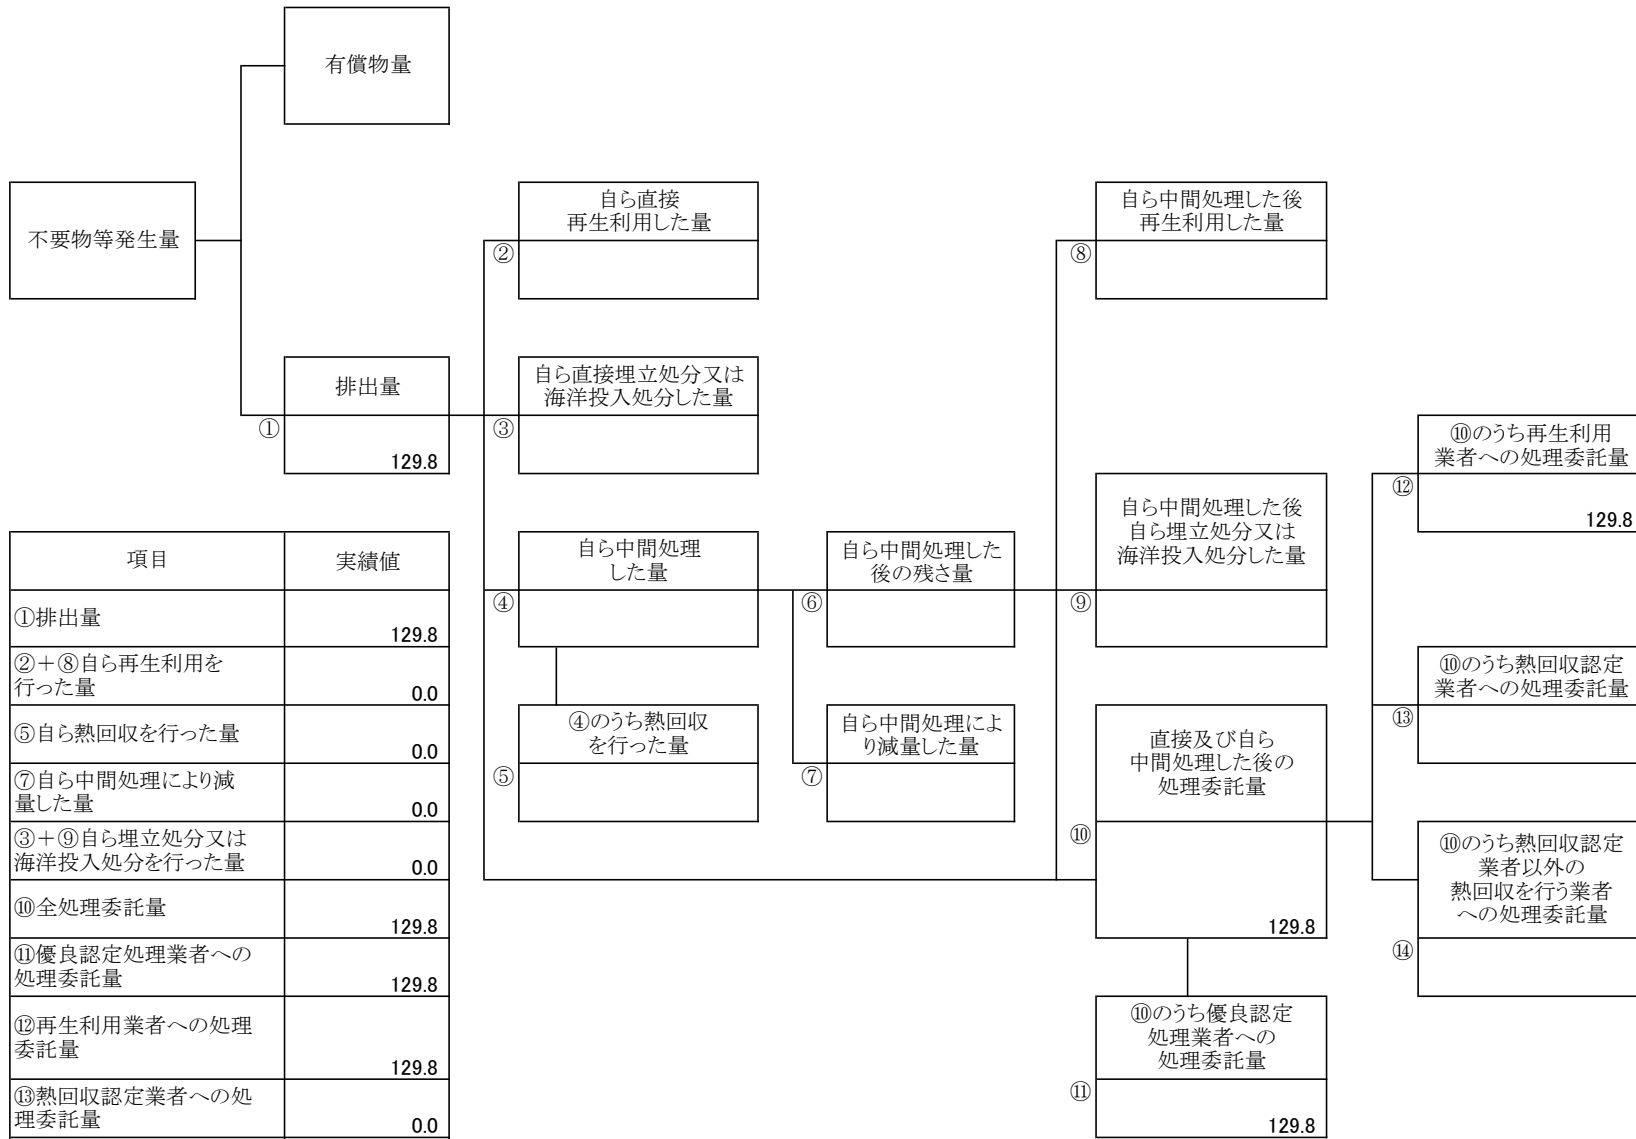 有償物量
不要物等発生量
自ら直接
再生利用した量
②
自ら中間処理した後
再生利用した量
⑧
排出量
①
129.8
自ら直接埋立処分又は
海洋投入処分した量
③
⑩のうち再生利用
業者への処理委託量
⑫
129.8
自ら中間処理した後
自ら埋立処分又は
海洋投入処分した量
⑨
自ら中間処理
した量
④
自ら中間処理した
後の残さ量
⑥
④のうち熱回収
を行った量
⑤
自ら中間処理によ
り減量した量
⑦
⑩のうち熱回収認定
業者への処理委託量
⑬
直接及び自ら
中間処理した後の
処理委託量
⑩
129.8
⑩のうち熱回収認定
業者以外の
熱回収を行う業者
への処理委託量
⑭
⑩のうち優良認定
処理業者への
処理委託量
⑪
129.8
項目 実績値
①排出量
129.8
②+⑧自ら再生利用を
行った量
0.0
⑤自ら熱回収を行った量
0.0
⑦自ら中間処理により減
量した量
0.0
③+⑨自ら埋立処分又は
海洋投入処分を行った量
0.0
⑩全処理委託量
129.8
⑪優良認定処理業者への
処理委託量
129.8
⑫再生利用業者への処理
委託量
129.8
⑬熱回収認定業者への処
理委託量
0.0